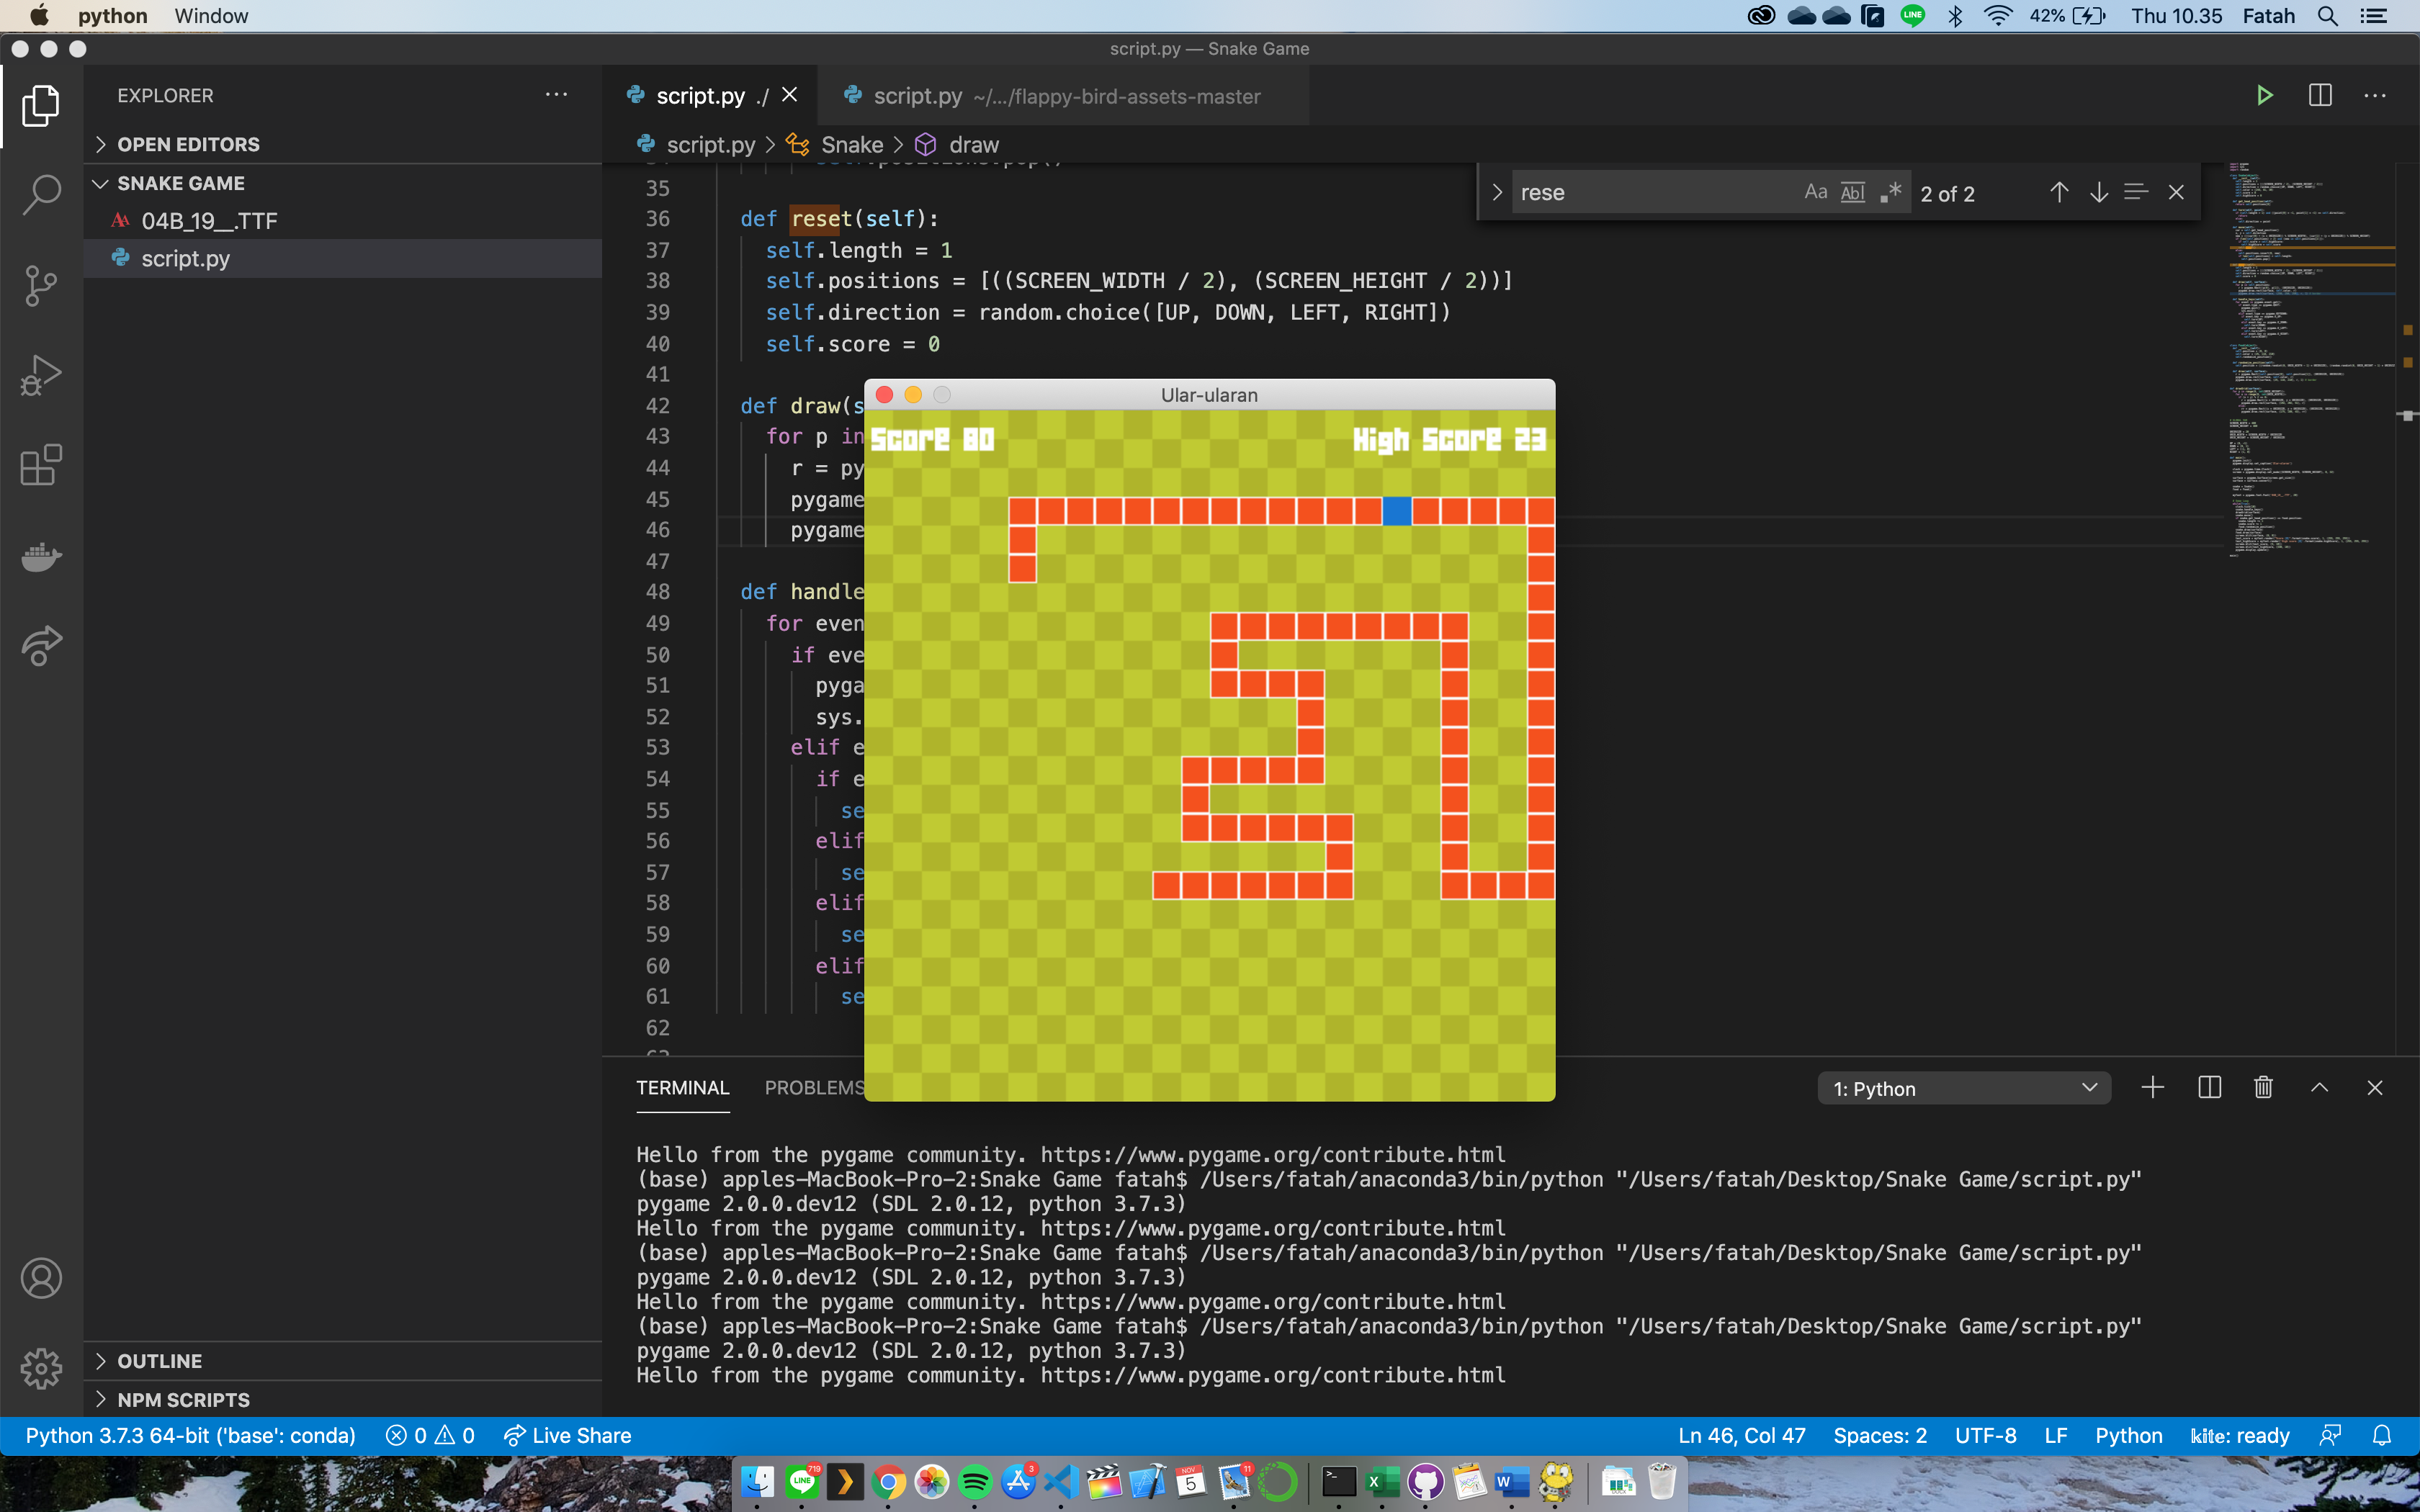 python Window 42% Thu 10.35 Fatah
script.py — Snake Game
EXPLORER
OPEN EDITORS
SNAKE GAME
04B_19__.TTF
script.py
OUTLINE
NPM SCRIPTS
script.py ./ script.py ~/.../flappy-bird-assets-master
script.py > Snake > draw
rese Aa Abl .* 2 of 2
35
36 def reset(self):
37 self.length = 1
38 self.positions = [((SCREEN_WIDTH / 2), (SCREEN_HEIGHT / 2))]
39 self.direction = random.choice([UP, DOWN, LEFT, RIGHT])
40 self.score = 0
41
42 def draw(s
43 for p in
44 r = py
45 pygame
46 pygame
47
48 def handle
49 for even
50 if eve
51 pyga
52 sys.
53 elif e
54 if e
55 se
56 elif
57 se
58 elif
59 se
60 elif
61 se
62
Ular-ularan
Score 80 High Score 23
TERMINAL PROBLEMS 1: Python
Hello from the pygame community. https://www.pygame.org/contribute.html
(base) apples-MacBook-Pro-2:Snake Game fatah$ /Users/fatah/anaconda3/bin/python "/Users/fatah/Desktop/Snake Game/script.py"
pygame 2.0.0.dev12 (SDL 2.0.12, python 3.7.3)
Hello from the pygame community. https://www.pygame.org/contribute.html
(base) apples-MacBook-Pro-2:Snake Game fatah$ /Users/fatah/anaconda3/bin/python "/Users/fatah/Desktop/Snake Game/script.py"
pygame 2.0.0.dev12 (SDL 2.0.12, python 3.7.3)
Hello from the pygame community. https://www.pygame.org/contribute.html
(base) apples-MacBook-Pro-2:Snake Game fatah$ /Users/fatah/anaconda3/bin/python "/Users/fatah/Desktop/Snake Game/script.py"
pygame 2.0.0.dev12 (SDL 2.0.12, python 3.7.3)
Hello from the pygame community. https://www.pygame.org/contribute.html
Python 3.7.3 64-bit ('base': conda) 0 0 Live Share Ln 46, Col 47 Spaces: 2 UTF-8 LF Python kite: ready
LINE 719 3 NOV 5 11